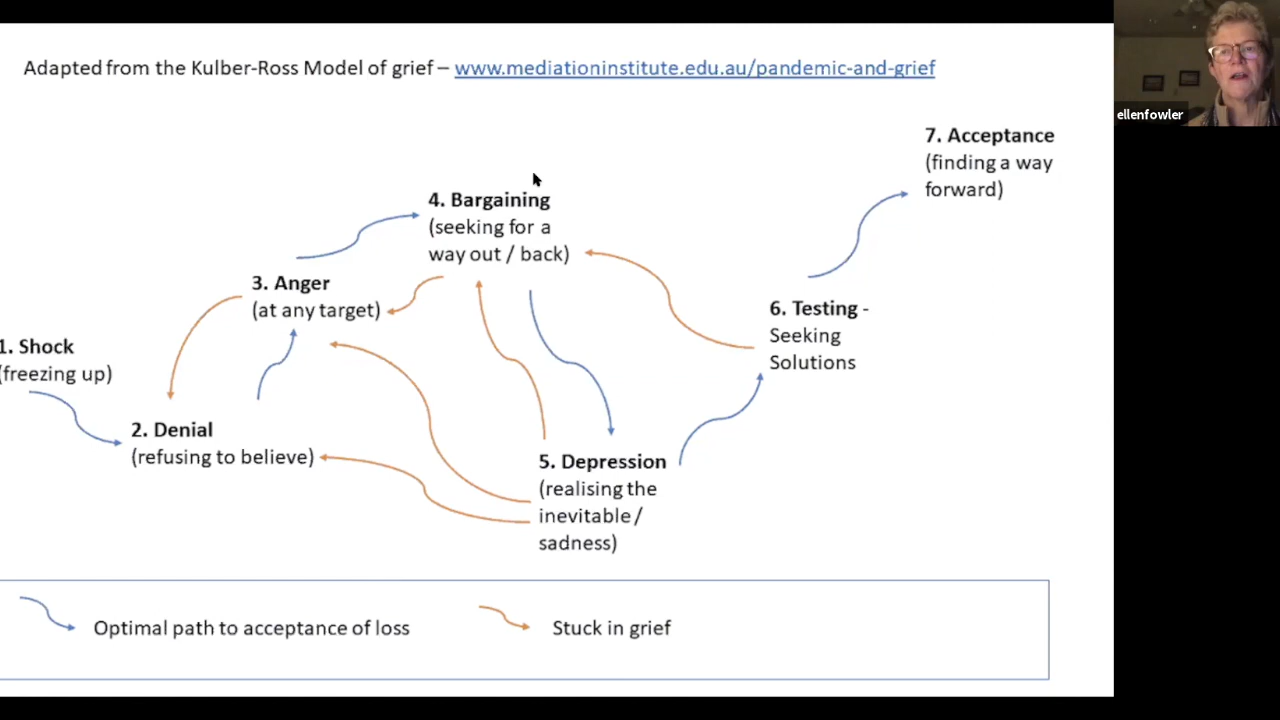 Adapted from the Kulber-Ross Model of grief – www.mediationinstitute.edu.au/pandemic-and-grief
ellenfowler
7. Acceptance
(finding a way
forward)
4. Bargaining
(seeking for a
way out / back)
3. Anger
(at any target)
6. Testing -
Seeking
Solutions
1. Shock
(freezing up)
2. Denial
(refusing to believe)
5. Depression
(realising the
inevitable /
sadness)
Optimal path to acceptance of loss
Stuck in grief